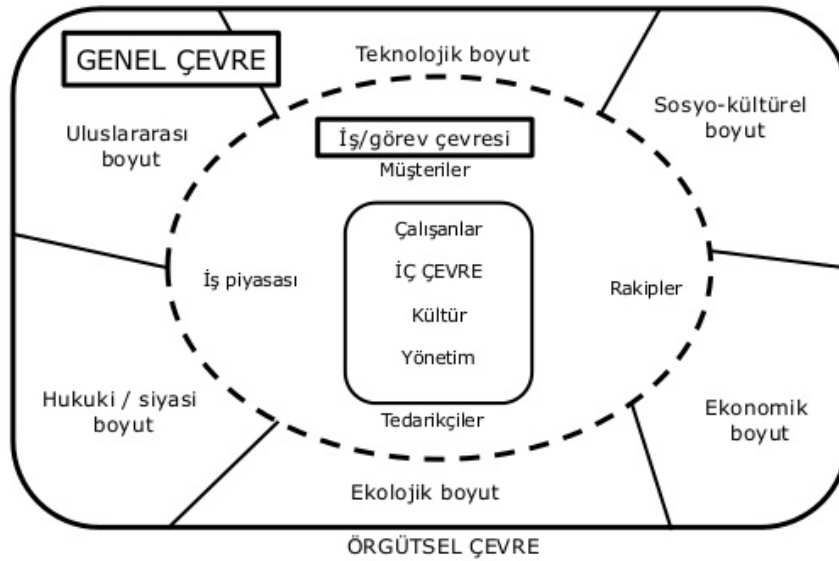 GENEL ÇEVRE
Teknolojik boyut
Sosyo-kültürel
boyut
Uluslararası
boyut
İş/görev çevresi
Müşteriler
Çalışanlar
İÇ ÇEVRE
Kültür
Yönetim
İş piyasası
Rakipler
Tedarikçiler
Hukuki / siyasi
boyut
Ekonomik
boyut
Ekolojik boyut
ÖRGÜTSEL ÇEVRE